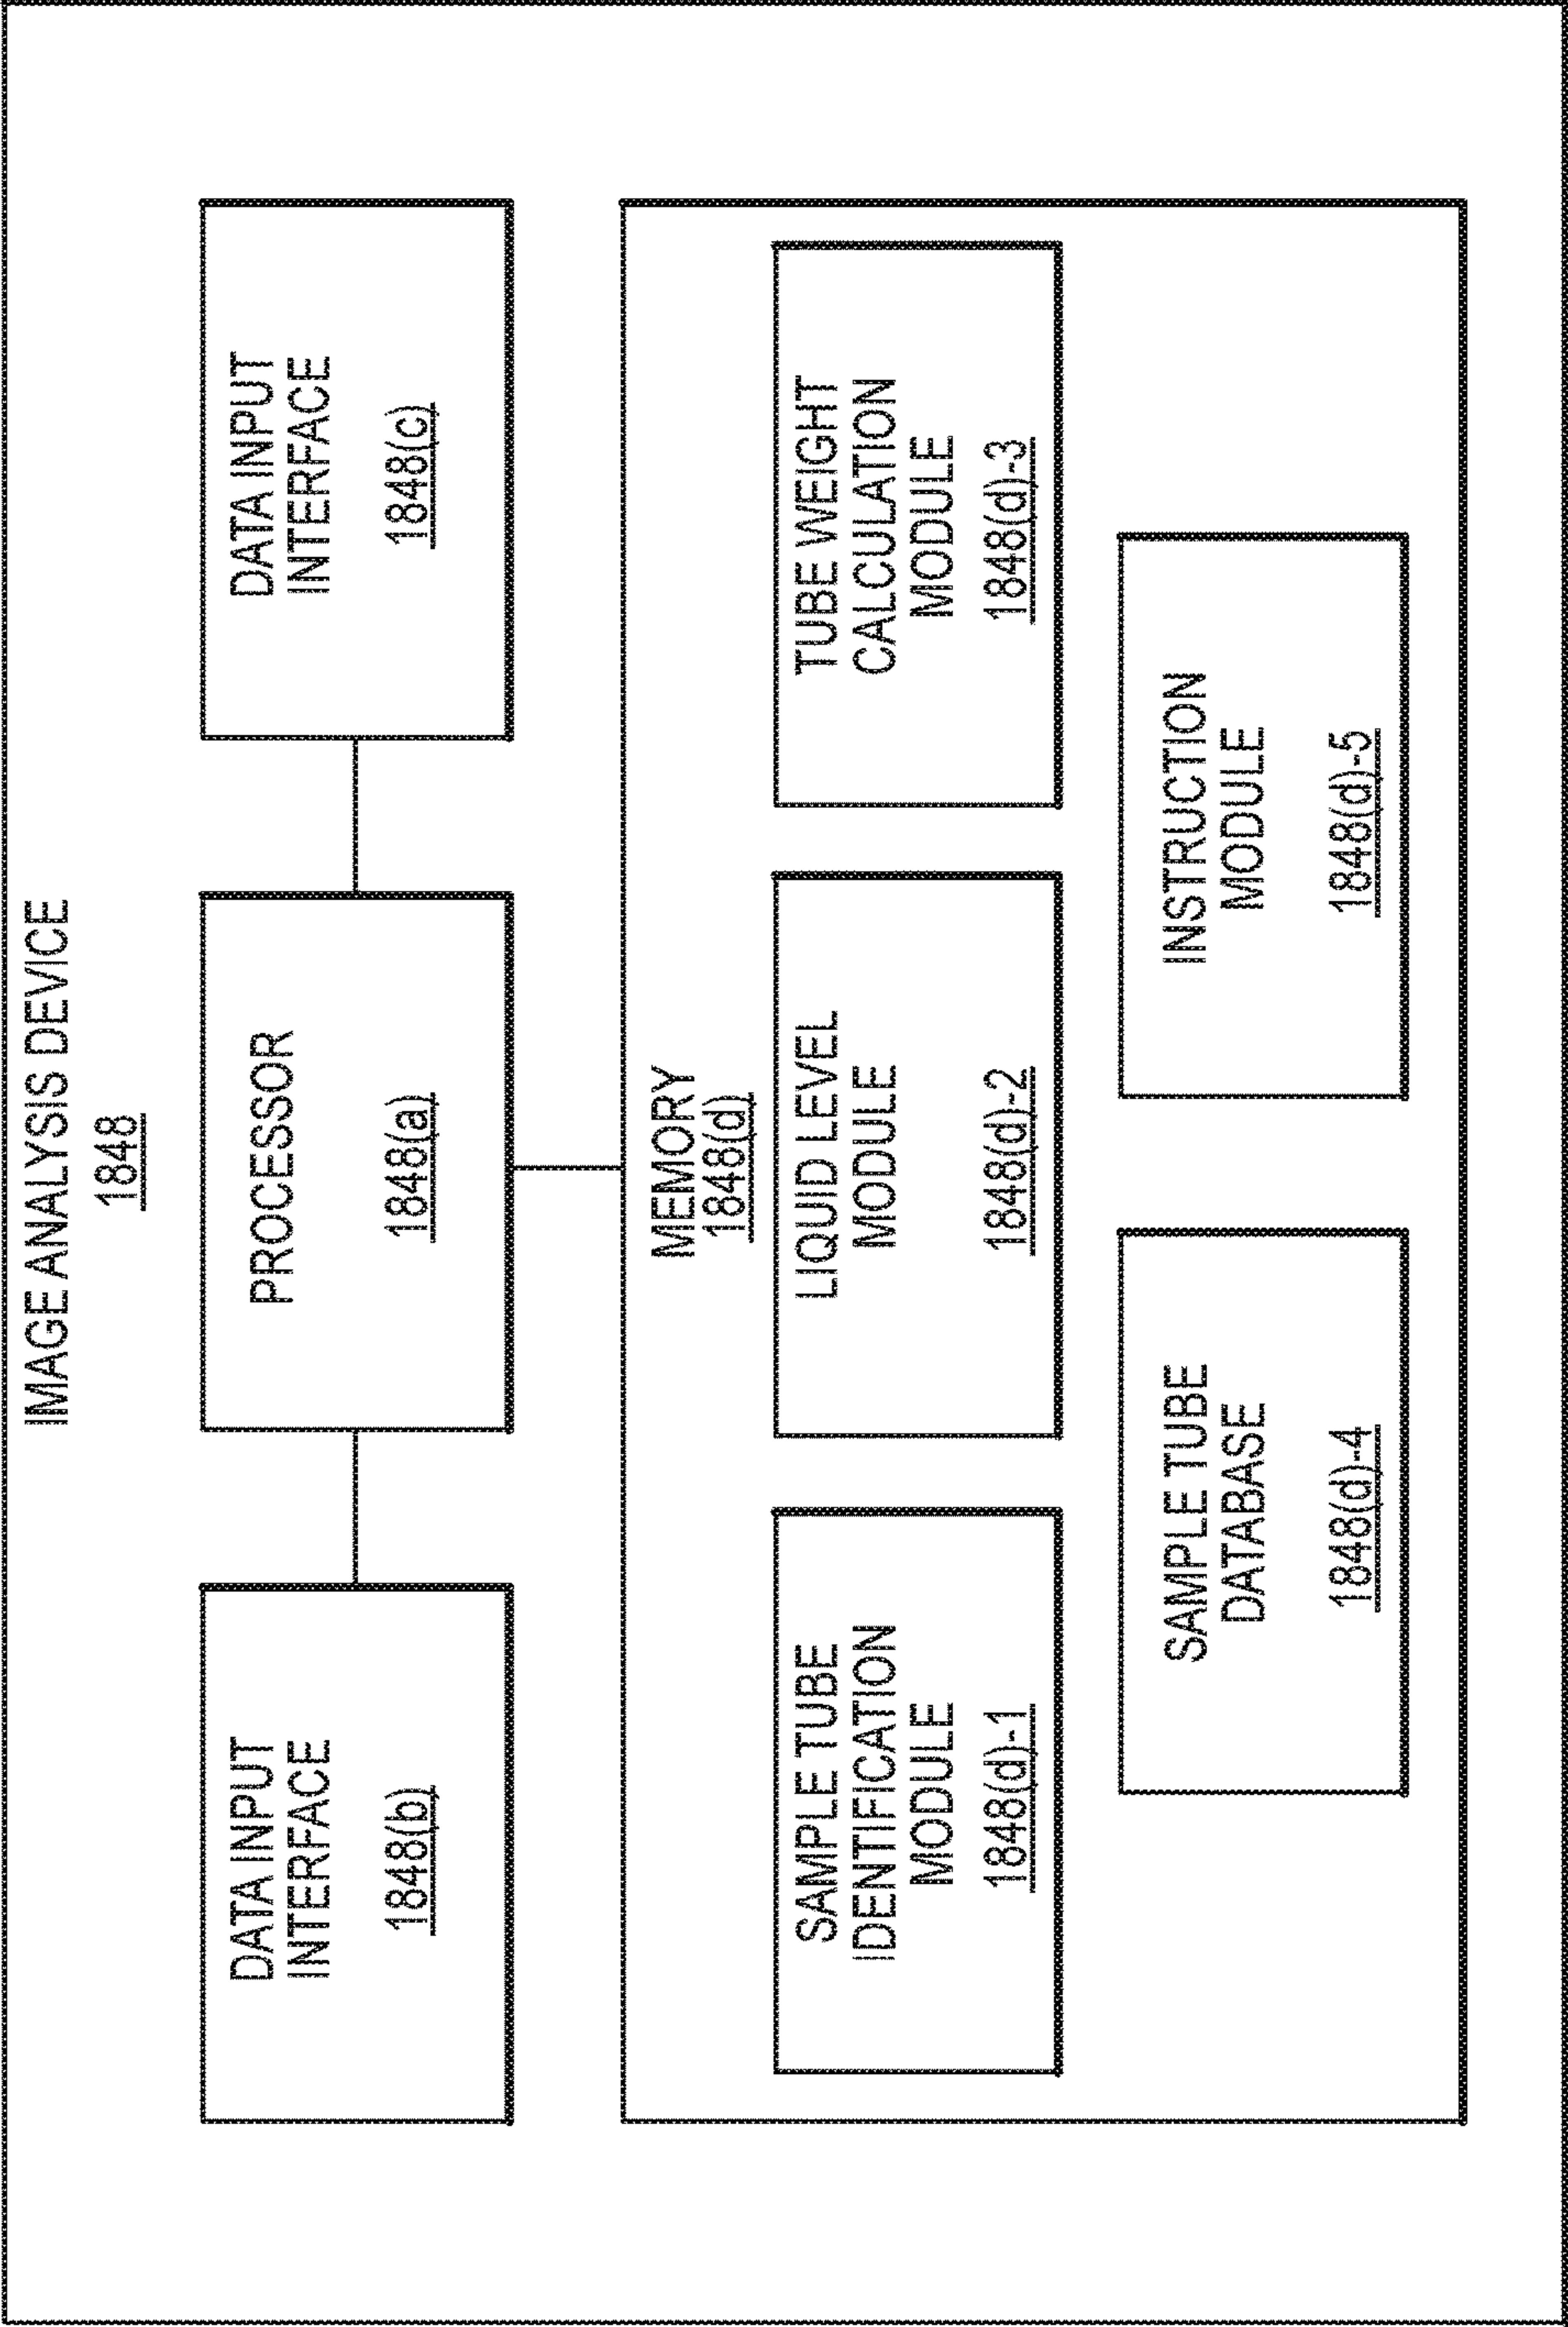 IMAGE ANALYSIS DEVICE
1848
DATA INPUT
INTERFACE
1848(b)
PROCESSOR
1848(a)
DATA INPUT
INTERFACE
1848(c)
MEMORY
1848(d)
SAMPLE TUBE
IDENTIFICATION
MODULE
1848(d)-1
LIQUID LEVEL
MODULE
1848(d)-2
TUBE WEIGHT
CALCULATION
MODULE
1848(d)-3
SAMPLE TUBE
DATABASE
1848(d)-4
INSTRUCTION
MODULE
1848(d)-5